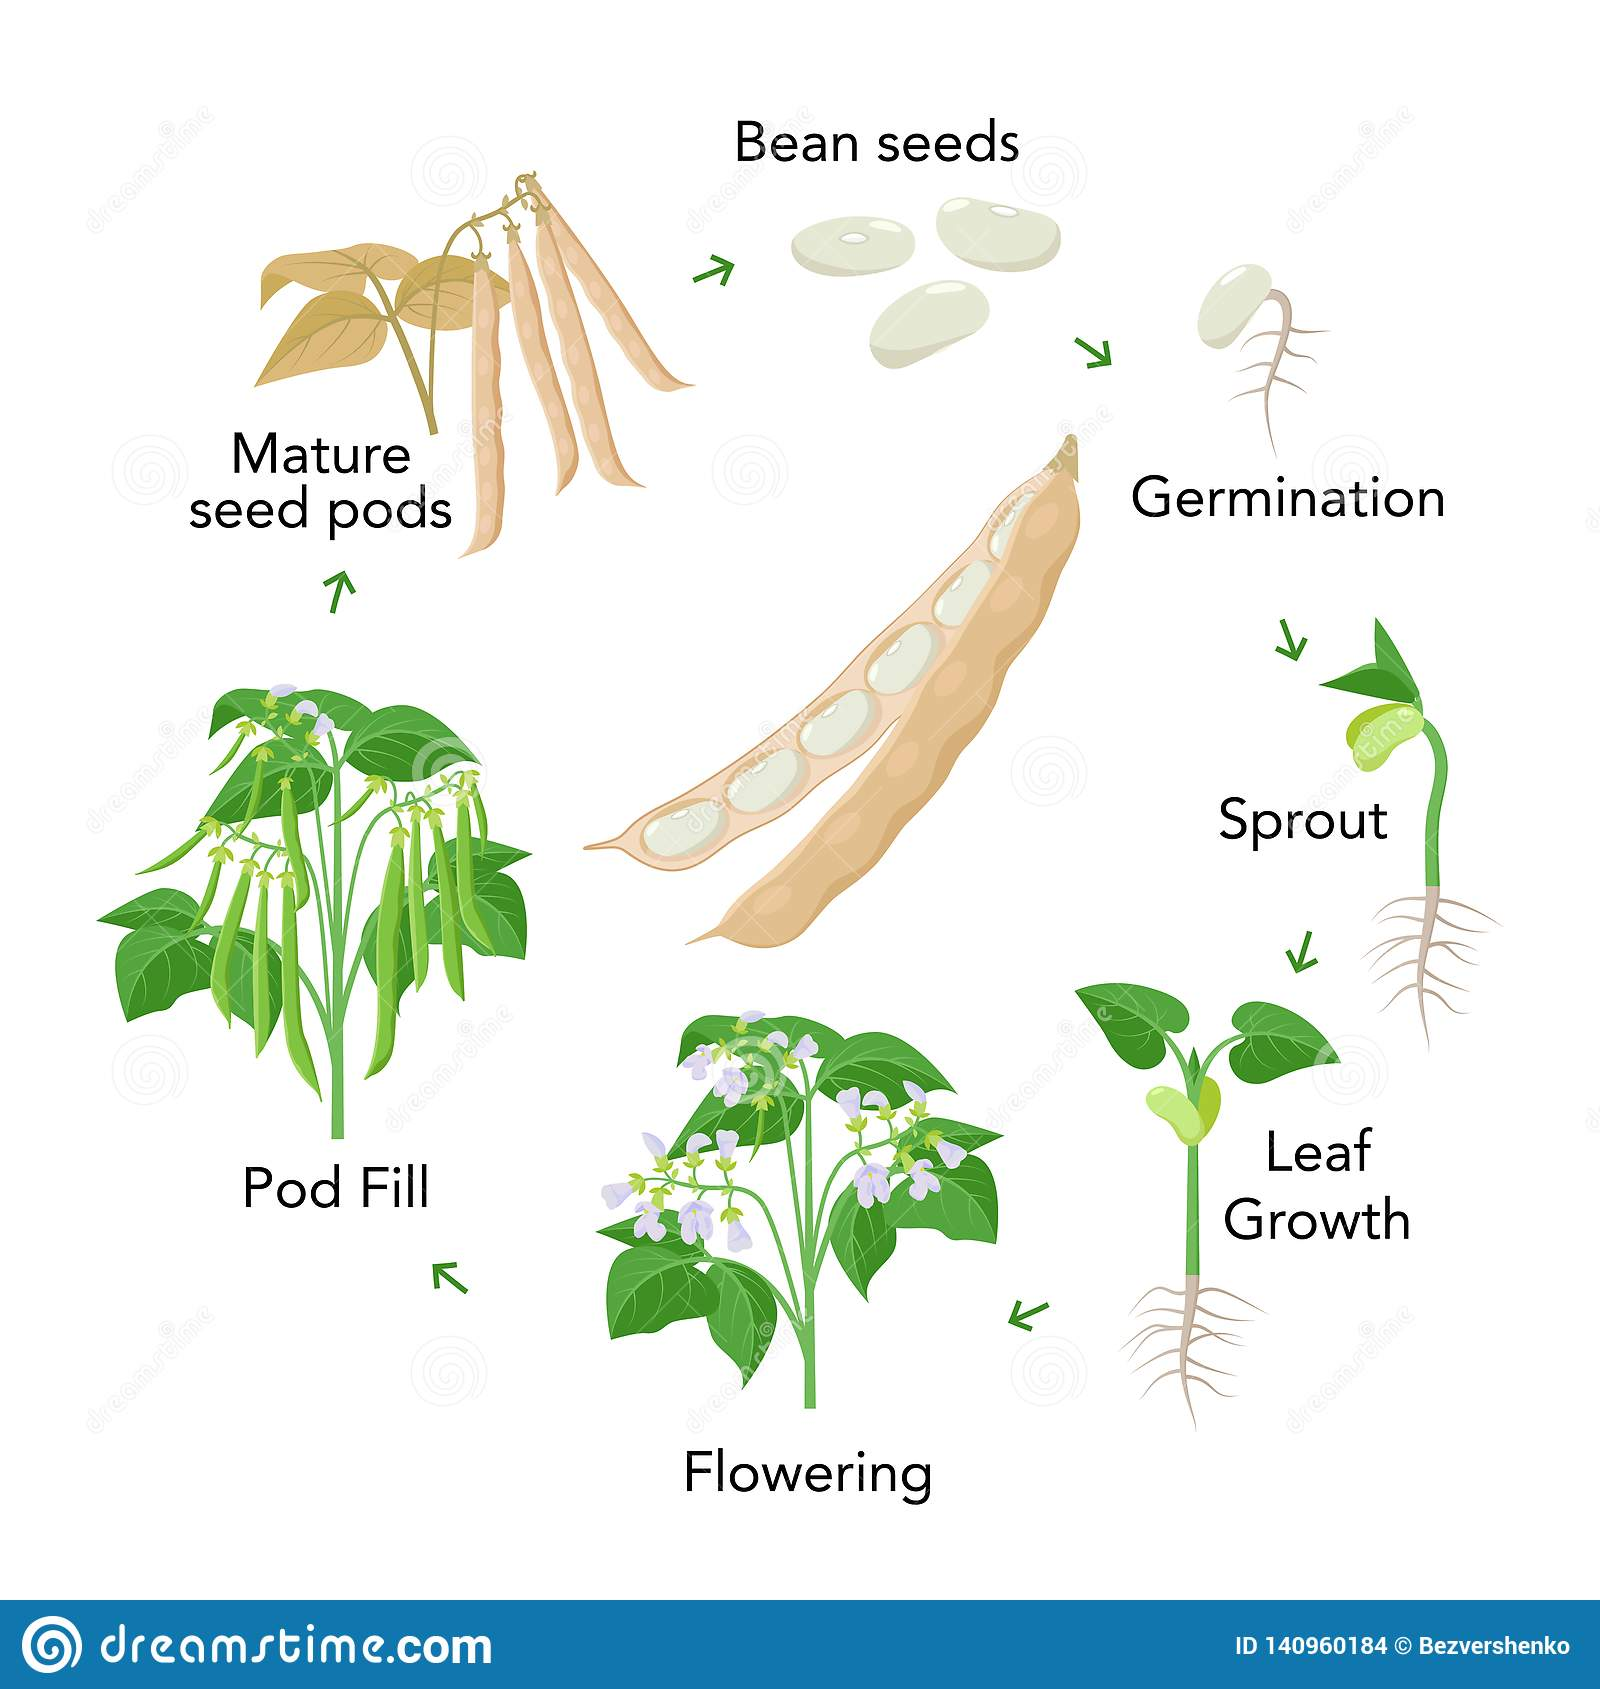 Bean seeds
Mature
seed pods
Germination
Sprout
Leaf
Growth
Pod Fill
Flowering
dreamstime.com
ID 140960184 © Bezvershenko